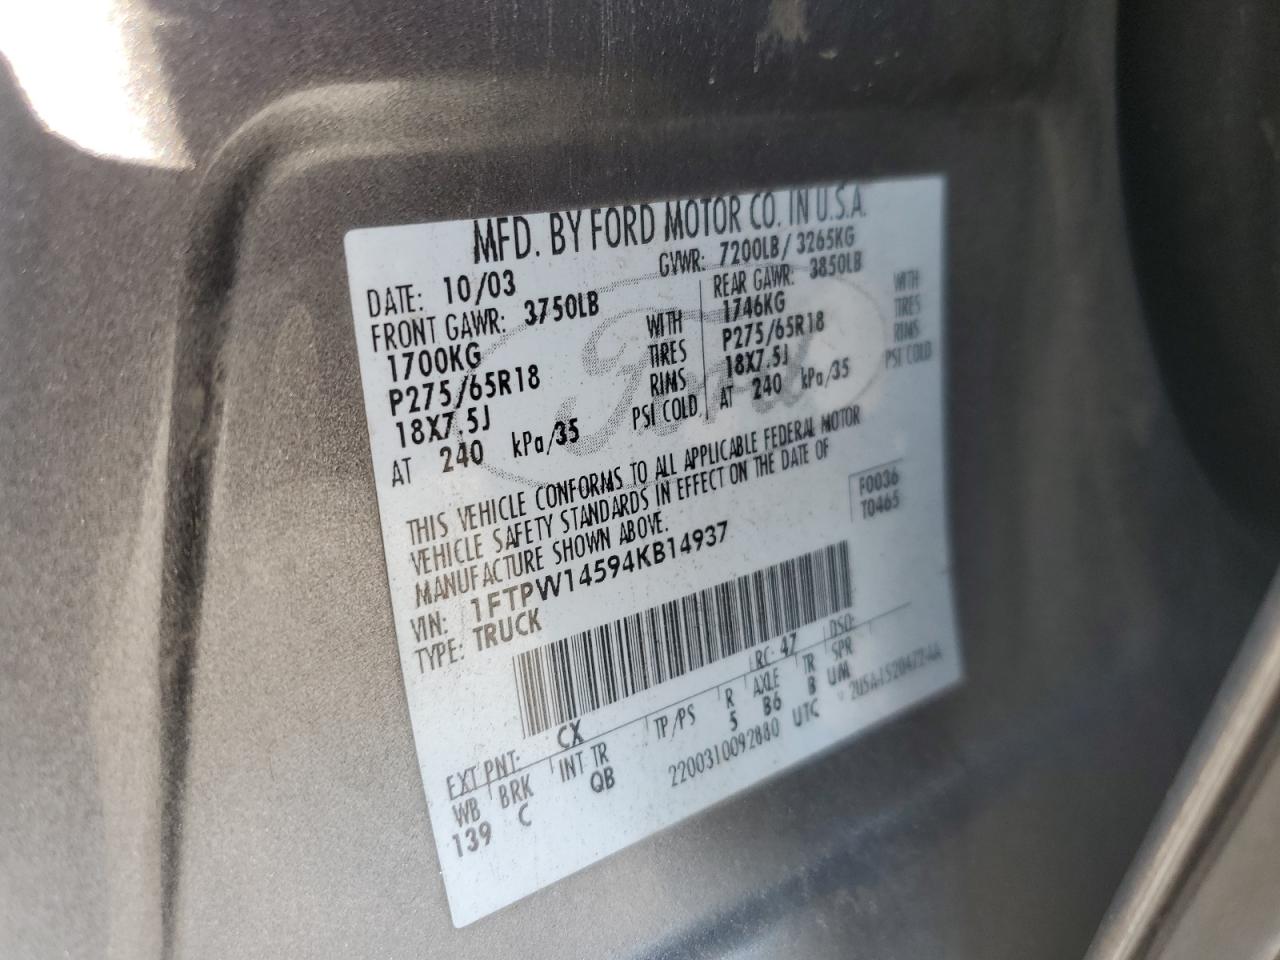 MFD. BY FORD MOTOR CO. IN U.S.A.
DATE: 10/03 GVWR: 7200LB/ 3265KG
FRONT GAWR: 3750LB REAR GAWR: 3850LB
1700KG WITH 1746KG WITH
P275/65R18 TIRES P275/65R18 TIRES
18X7.5J RIMS 18X7.5J RIMS
AT 240 kPa/35 PSI COLD AT 240 kPa/35 PSI COLD
THIS VEHICLE CONFORMS TO ALL APPLICABLE FEDERAL MOTOR
VEHICLE SAFETY STANDARDS IN EFFECT ON THE DATE OF
MANUFACTURE SHOWN ABOVE.
F0036
T0465
VIN: 1FTPW14594KB14937
TYPE: TRUCK
EXT PNT: CX RC: 47 DSO:
WB BRK INT TR TP/PS R AXLE TR SPR
139 C QB 5 B6 B UM
2200310092880 UTC
Ford